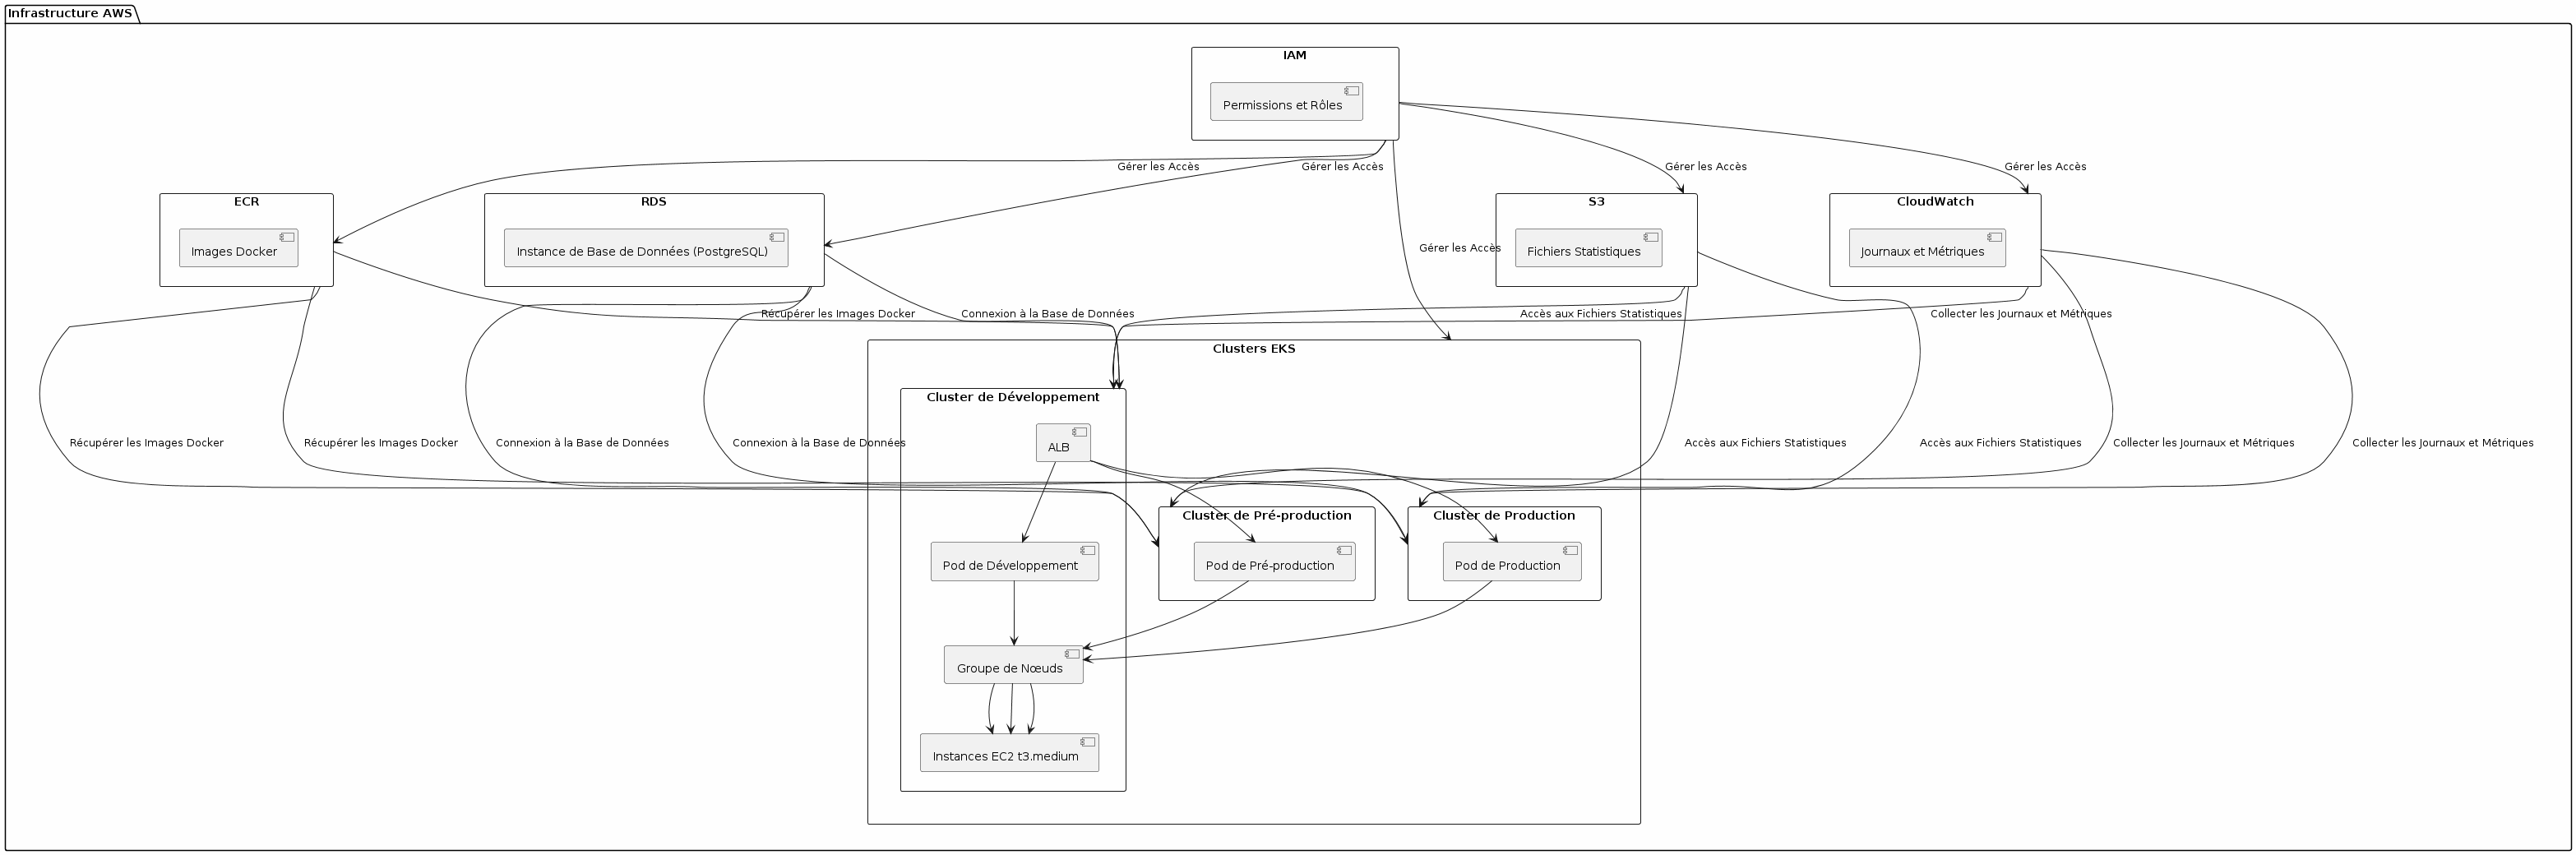 Infrastructure AWS
IAM
Permissions et Rôles
Gérer les Accès
Gérer les Accès
Gérer les Accès
Gérer les Accès
ECR
RDS
S3
CloudWatch
Images Docker
Instance de Base de Données (PostgreSQL)
Gérer les Accès
Fichiers Statistiques
Journaux et Métriques
Récupérer les Images Docker
Connexion à la Base de Données
Accès aux Fichiers Statistiques
Collecter les Journaux et Métriques
Clusters EKS
Cluster de Développement
ALB
Récupérer les Images Docker
Récupérer les Images Docker
Connexion à la Base de Données
Connexion à la Base de Données
Accès aux Fichiers Statistiques
Accès aux Fichiers Statistiques
Collecter les Journaux et Métriques
Collecter les Journaux et Métriques
Cluster de Pré-production
Cluster de Production
Pod de Développement
Pod de Pré-production
Pod de Production
Groupe de Nœuds
Instances EC2 t3.medium